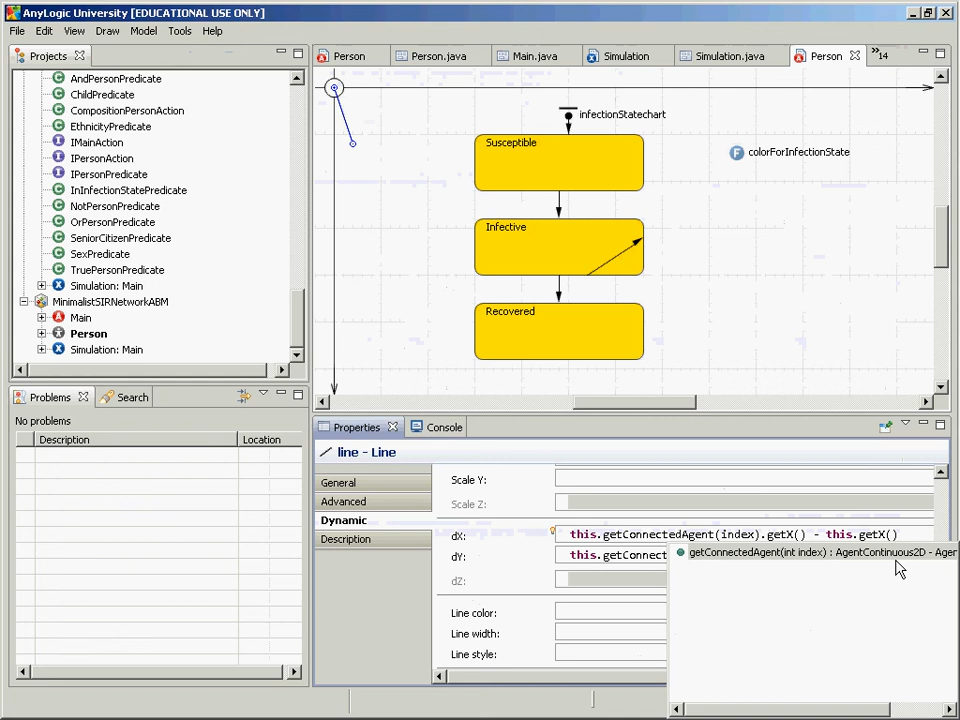 AnyLogic University [EDUCATIONAL USE ONLY]
File Edit View Draw Model Tools Help
Projects
Person Person.java Main.java Simulation Simulation.java Person 14
AndPersonPredicate
ChildPredicate
CompositionPersonAction
EthnicityPredicate
IMainAction
IPersonAction
IPersonPredicate
InInfectionStatePredicate
NotPersonPredicate
OrPersonPredicate
SeniorCitizenPredicate
SexPredicate
TruePersonPredicate
Simulation: Main
MinimalistSIRNetworkABM
Main
Person
Simulation: Main
infectionStatechart
Susceptible
colorForInfectionState
Infective
Recovered
Problems Search
No problems
Description Location
Properties Console
line - Line
General
Advanced
Dynamic
Description
Scale Y:
Scale Z:
dX: this.getConnectedAgent(index).getX() - this.getX()
dY: this.getConnect
getConnectedAgent(int index) : AgentContinuous2D - Agen
dZ:
Line color:
Line width:
Line style: